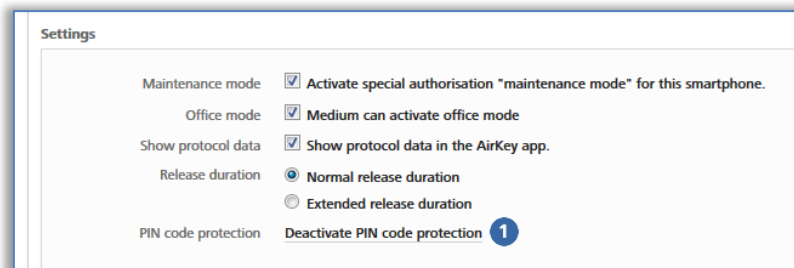 Settings
Maintenance mode Activate special authorisation "maintenance mode" for this smartphone.
Office mode Medium can activate office mode
Show protocol data Show protocol data in the AirKey app.
Release duration Normal release duration
Extended release duration
PIN code protection Deactivate PIN code protection 1